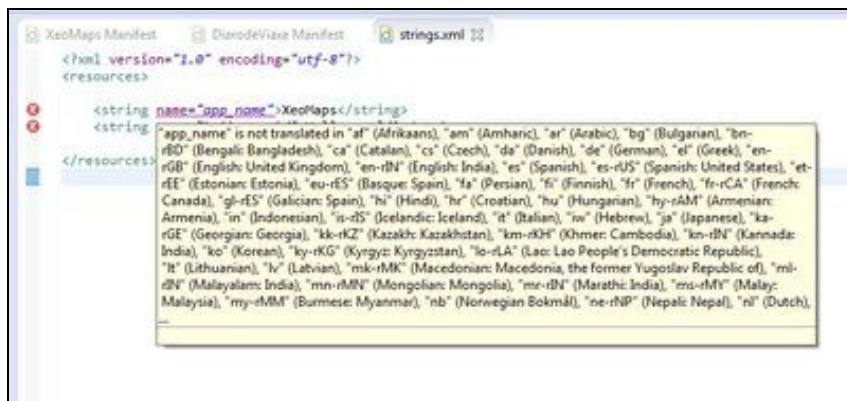 XeoMaps Manifest DiarodeViaxe Manifest strings.xml
<?xml version="1.0" encoding="utf-8"?>
<resources>
<string name="app_name">XeoMaps</string>
<string
"app_name" is not translated in "af" (Afrikaans), "am" (Amharic), "ar" (Arabic), "bg" (Bulgarian), "bn-
rBD" (Bengali: Bangladesh), "ca" (Catalan), "cs" (Czech), "da" (Danish), "de" (German), "el" (Greek), "en-
rGB" (English: United Kingdom), "en-rIN" (English: India), "es" (Spanish), "es-rUS" (Spanish: United States), "et-
rEE" (Estonian: Estonia), "eu-rES" (Basque: Spain), "fa" (Persian), "fi" (Finnish), "fr" (French), "fr-rCA" (French:
Canada), "gl-rES" (Galician: Spain), "hi" (Hindi), "hr" (Croatian), "hu" (Hungarian), "hy-rAM" (Armenian:
Armenia), "in" (Indonesian), "is-rIS" (Icelandic: Iceland), "it" (Italian), "iw" (Hebrew), "ja" (Japanese), "ka-
rGE" (Georgian: Georgia), "kk-rKZ" (Kazakh: Kazakhstan), "km-rKH" (Khmer: Cambodia), "kn-rIN" (Kannada:
India), "ko" (Korean), "ky-rKG" (Kyrgyz: Kyrgyzstan), "lo-rLA" (Lao: Lao People's Democratic Republic),
"lt" (Lithuanian), "lv" (Latvian), "mk-rMK" (Macedonian: Macedonia, the former Yugoslav Republic of), "ml-
rIN" (Malayalam: India), "mn-rMN" (Mongolian: Mongolia), "mr-rIN" (Marathi: India), "ms-rMY" (Malay:
Malaysia), "my-rMM" (Burmese: Myanmar), "nb" (Norwegian Bokmål), "ne-rNP" (Nepali: Nepal), "nl" (Dutch),
...
</resources>